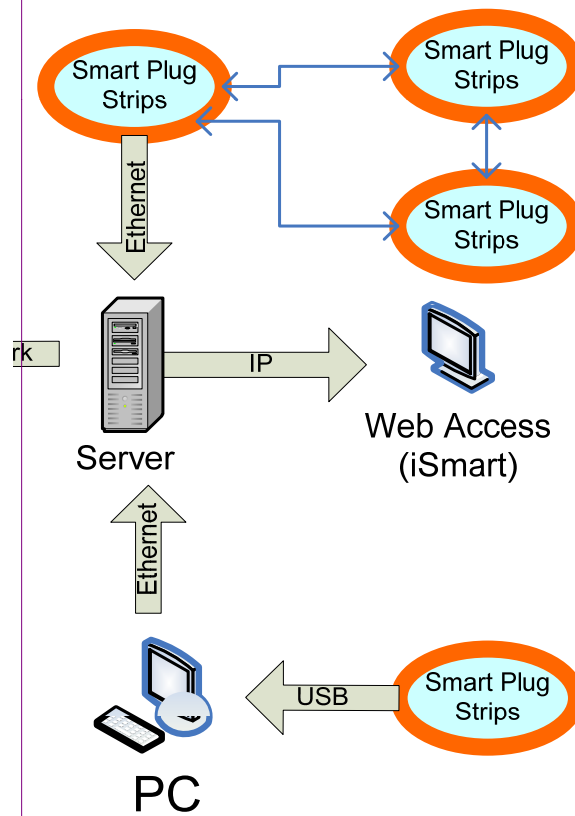 Smart Plug
Strips
Smart Plug
Strips
Ethernet
Smart Plug
Strips
rk
IP
Server
Web Access
(iSmart)
Ethernet
USB
Smart Plug
Strips
PC